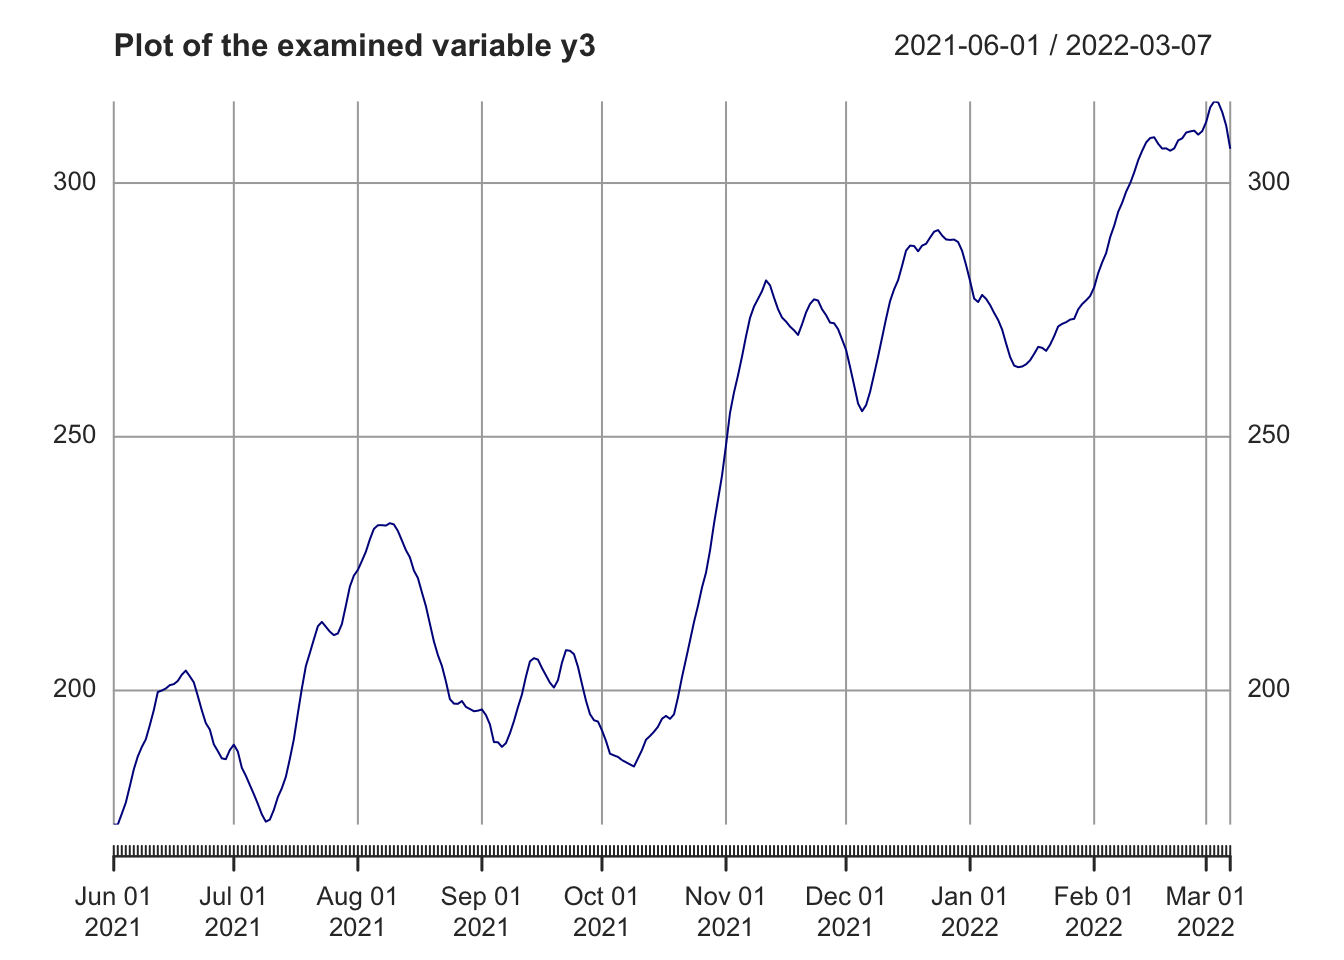 Plot of the examined variable y3 2021-06-01 / 2022-03-07
300 300
250 250
200 200
Jun 01 Jul 01 Aug 01 Sep 01 Oct 01 Nov 01 Dec 01 Jan 01 Feb 01 Mar 01
2021 2021 2021 2021 2021 2021 2021 2022 2022 2022